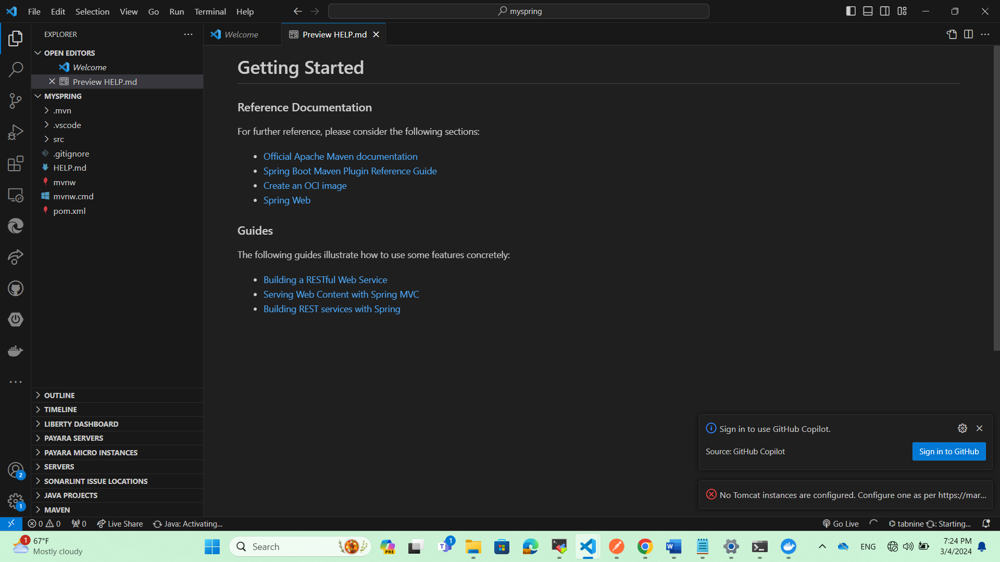 File Edit Selection View Go Run Terminal Help
myspring
EXPLORER
Welcome
Preview HELP.md
OPEN EDITORS
Welcome
Preview HELP.md
MYSPRING
.mvn
.vscode
src
.gitignore
HELP.md
mvnw
mvnw.cmd
pom.xml
OUTLINE
TIMELINE
LIBERTY DASHBOARD
PAYARA SERVERS
PAYARA MICRO INSTANCES
SERVERS
SONARLINT ISSUE LOCATIONS
JAVA PROJECTS
MAVEN
2
1
Getting Started
Reference Documentation
For further reference, please consider the following sections:
Official Apache Maven documentation
Spring Boot Maven Plugin Reference Guide
Create an OCI image
Spring Web
Guides
The following guides illustrate how to use some features concretely:
Building a RESTful Web Service
Serving Web Content with Spring MVC
Building REST services with Spring
Sign in to use GitHub Copilot.
Source: GitHub Copilot
Sign in to GitHub
No Tomcat instances are configured. Configure one as per https://mar...
0 0 0 Live Share Java: Activating...
Go Live tabnine : Starting...
1
67°F
Mostly cloudy
Search
PRE
1
ENG
7:24 PM
3/4/2024